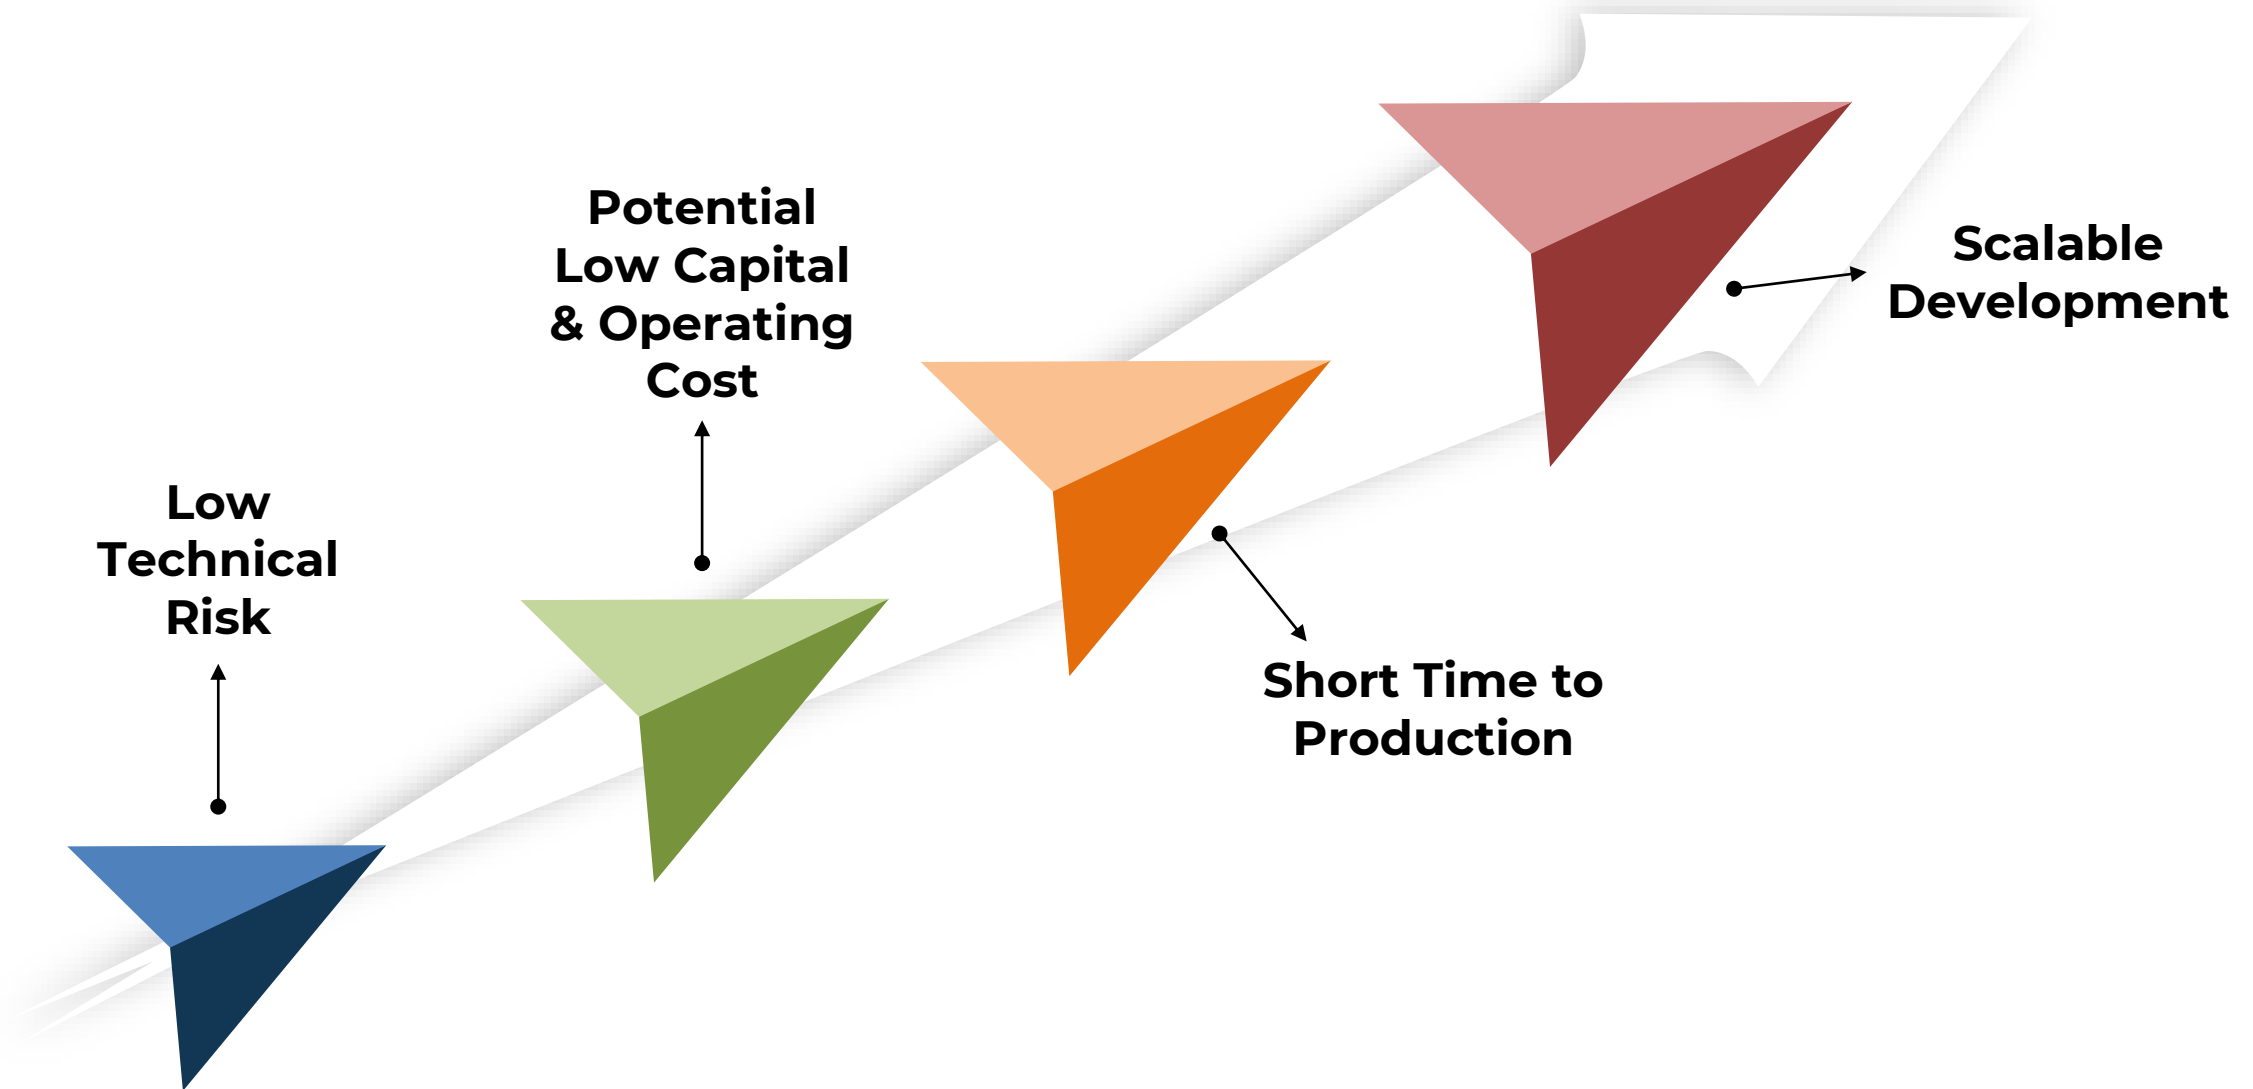 Low
Technical
Risk
Potential
Low Capital
& Operating
Cost
Short Time to
Production
Scalable
Development